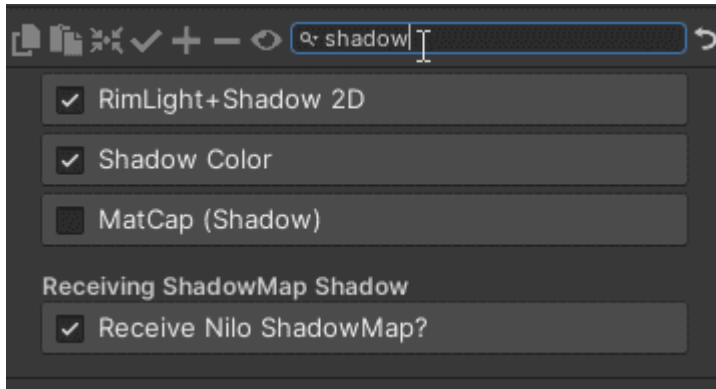 shadow
RimLight+Shadow 2D
Shadow Color
MatCap (Shadow)
Receiving ShadowMap Shadow
Receive Nilo ShadowMap?